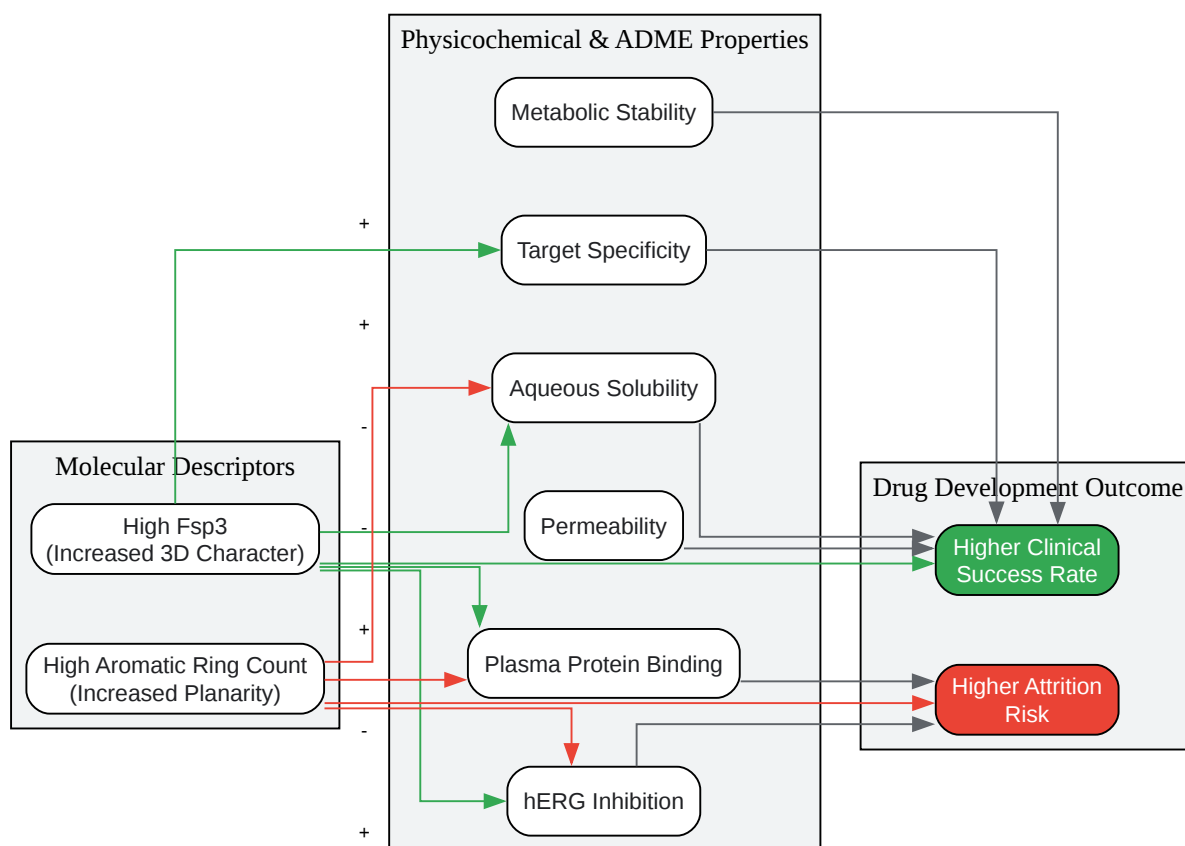 Physicochemical & ADME Properties
Metabolic Stability
+
Target Specificity
+
Aqueous Solubility
-
Molecular Descriptors
High Fsp3
(Increased 3D Character)
-
Permeability
Drug Development Outcome
Higher Clinical
Success Rate
+
High Aromatic Ring Count
(Increased Planarity)
Plasma Protein Binding
Higher Attrition
Risk
-
hERG Inhibition
+